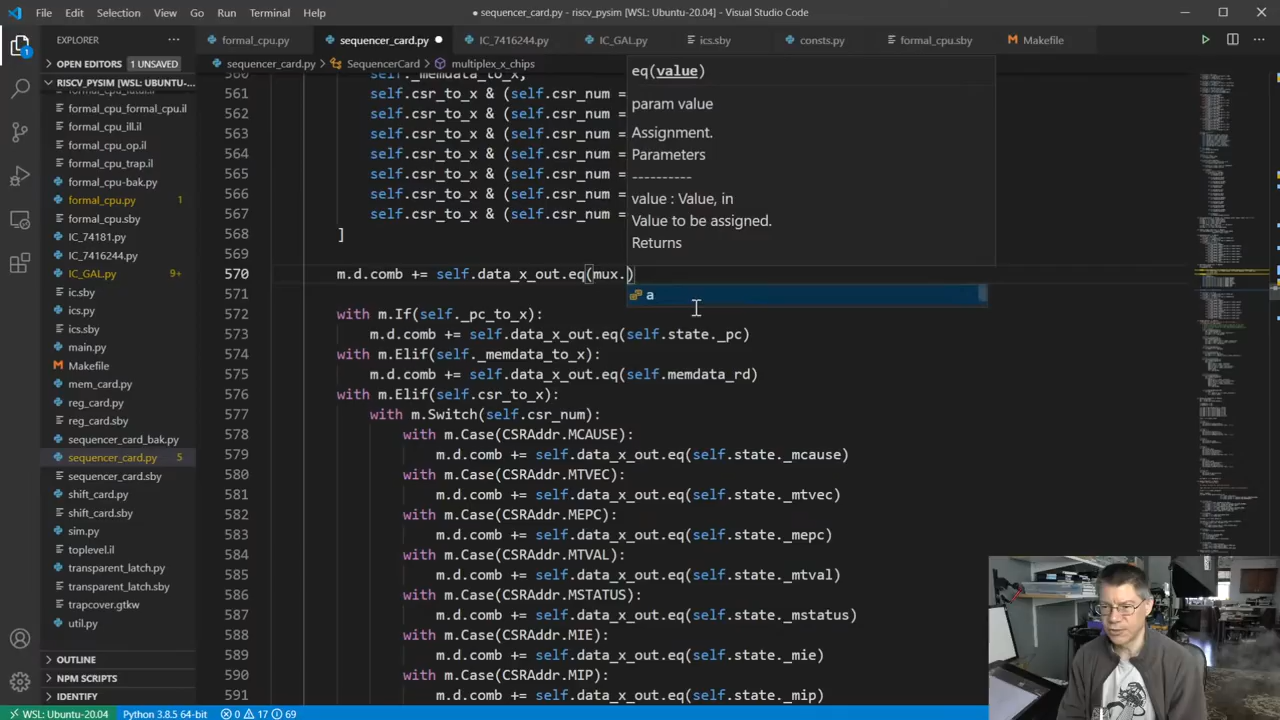 File Edit Selection View Go Run Terminal Help
sequencer_card.py - riscv_pysim [WSL: Ubuntu-20.04] - Visual Studio Code
EXPLORER
OPEN EDITORS 1 UNSAVED
RISCV_PYSIM [WSL: UBUNTU-...
formal_cpu_formal_cpu.il
formal_cpu_ill.il
formal_cpu_op.il
formal_cpu_trap.il
formal_cpu-bak.py
formal_cpu.py 1
formal_cpu.sby
IC_74181.py
IC_7416244.py
IC_GAL.py 9+
ic.sby
ics.py
ics.sby
main.py
Makefile
mem_card.py
reg_card.py
reg_card.sby
sequencer_card_bak.py
sequencer_card.py 5
sequencer_card.sby
shift_card.py
shift_card.sby
sim.py
toplevel.il
transparent_latch.py
transparent_latch.sby
trapcover.gtkw
util.py
OUTLINE
NPM SCRIPTS
IDENTIFY
formal_cpu.py sequencer_card.py IC_7416244.py IC_GAL.py ics.sby consts.py formal_cpu.sby Makefile
sequencer_card.py > SequencerCard > multiplex_x_chips
560 self._memdata_to_x,
561 self.csr_to_x & (self.csr_num =
562 self.csr_to_x & (self.csr_num =
563 self.csr_to_x & (self.csr_num =
564 self.csr_to_x & (self.csr_num =
565 self.csr_to_x & (self.csr_num =
566 self.csr_to_x & (self.csr_num =
567 self.csr_to_x & (self.csr_num =
568 ]
569
570 m.d.comb += self.data_x_out.eq(mux.)
571
572 with m.If(self._pc_to_x):
573 m.d.comb += self.data_x_out.eq(self.state._pc)
574 with m.Elif(self._memdata_to_x):
575 m.d.comb += self.data_x_out.eq(self.memdata_rd)
576 with m.Elif(self.csr_to_x):
577 with m.Switch(self.csr_num):
578 with m.Case(CSRAddr.MCAUSE):
579 m.d.comb += self.data_x_out.eq(self.state._mcause)
580 with m.Case(CSRAddr.MTVEC):
581 m.d.comb += self.data_x_out.eq(self.state._mtvec)
582 with m.Case(CSRAddr.MEPC):
583 m.d.comb += self.data_x_out.eq(self.state._mepc)
584 with m.Case(CSRAddr.MTVAL):
585 m.d.comb += self.data_x_out.eq(self.state._mtval)
586 with m.Case(CSRAddr.MSTATUS):
587 m.d.comb += self.data_x_out.eq(self.state._mstatus)
588 with m.Case(CSRAddr.MIE):
589 m.d.comb += self.data_x_out.eq(self.state._mie)
590 with m.Case(CSRAddr.MIP):
591 m.d.comb += self.data_x_out.eq(self.state._mip)
eq(value)
param value
Assignment.
Parameters
----------
value : Value, in
Value to be assigned.
Returns
a
WSL: Ubuntu-20.04 Python 3.8.5 64-bit 0 17 69